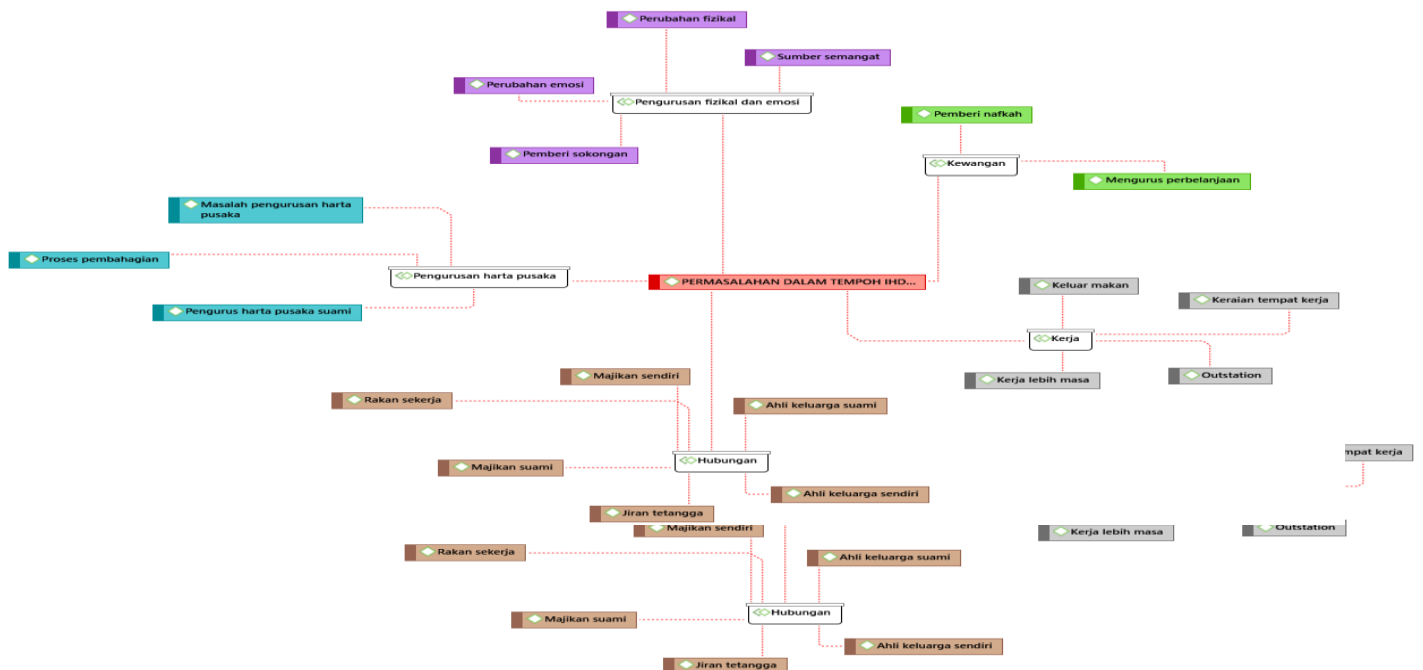 Perubahan fizikal
Sumber semangat
Perubahan emosi
Pengurusan fizikal dan emosi
Pemberi nafkah
Pemberi sokongan
Kewangan
Mengurus perbelanjaan
Masalah pengurusan harta
pusaka
Proses pembahagian
Pengurusan harta pusaka
PERMASALAHAN DALAM TEMPOH IHD...
Keluar makan
Keraian tempat kerja
Pengurus harta pusaka suami
Kerja
Majikan sendiri
Kerja lebih masa
Outstation
Rakan sekerja
Ahli keluarga suami
Hubungan
Majikan suami
mpat kerja
Ahli keluarga sendiri
Jiran tetangga
Majikan sendiri
Kerja lebih masa
Outstation
Rakan sekerja
Ahli keluarga suami
Hubungan
Majikan suami
Ahli keluarga sendiri
Jiran tetangga